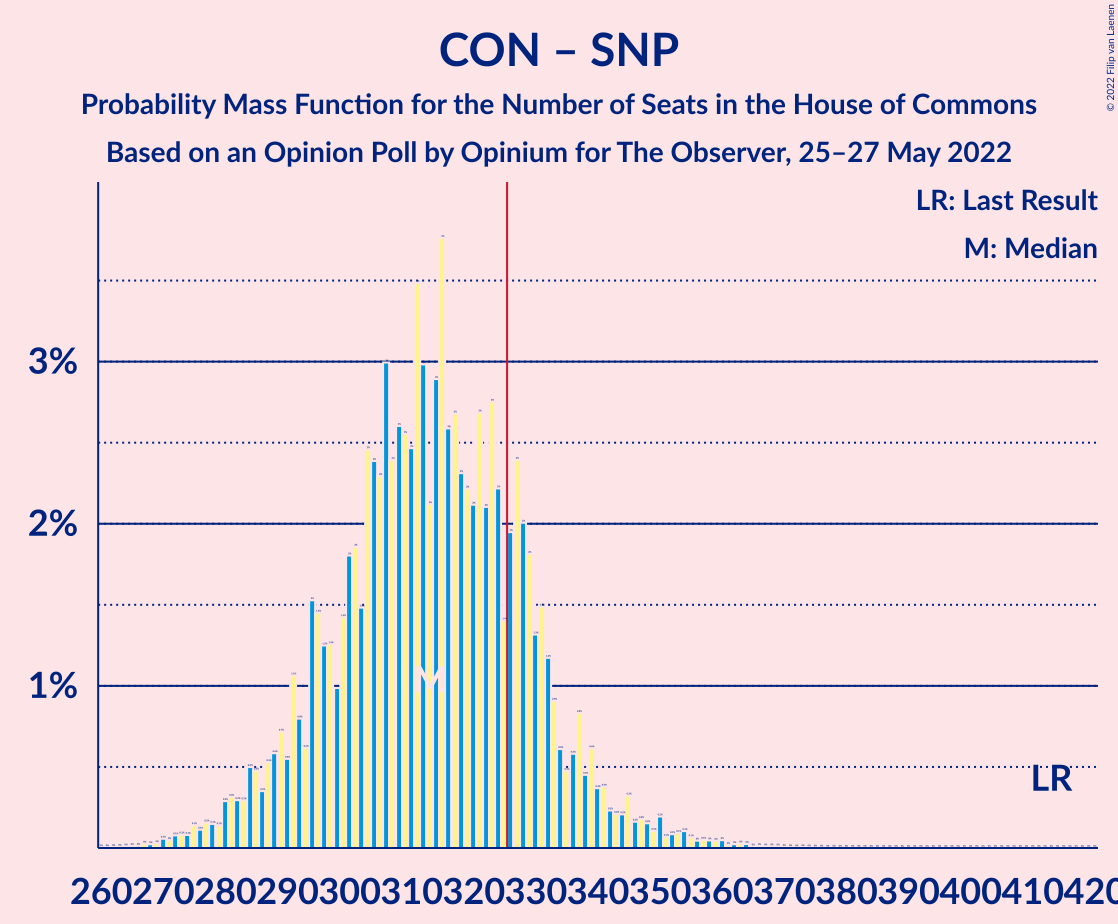 CON – SNP
Probability Mass Function for the Number of Seats in the House of Commons
Based on an Opinion Poll by Opinium for The Observer, 25–27 May 2022
© 2022 Filip van Laenen
LR: Last Result
M: Median
3%
2%
1%
M
LR
260270280290300310320330340350360370380390400410420